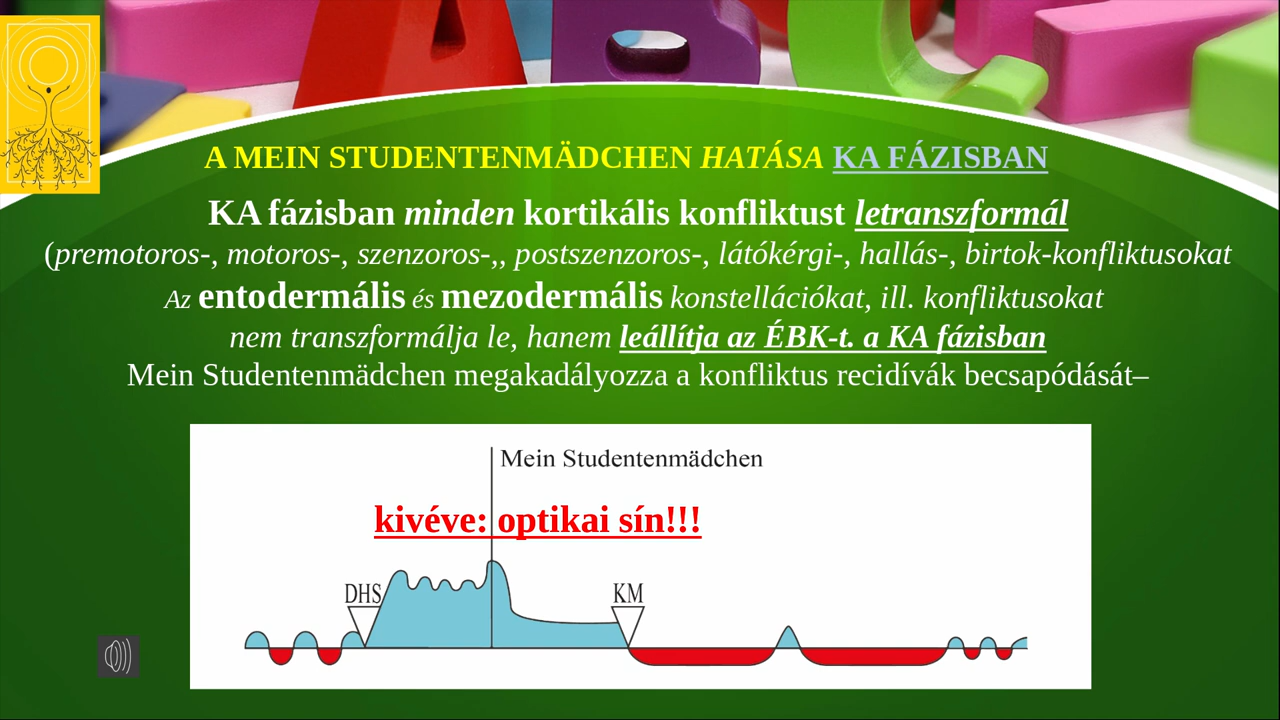 A MEIN STUDENTENMÄDCHEN HATÁSA KA FÁZISBAN
KA fázisban minden kortikális konfliktust letranszformál
(premotoros-, motoros-, szenzoros-,, postszenzoros-, látókérgi-, hallás-, birtok-konfliktusokat
Az entodermális és mezodermális konstellációkat, ill. konfliktusokat
nem transzformálja le, hanem leállítja az ÉBK-t. a KA fázisban
Mein Studentenmädchen megakadályozza a konfliktus recidívák becsapódását–
Mein Studentenmädchen
kivéve: optikai sín!!!
DHS
KM